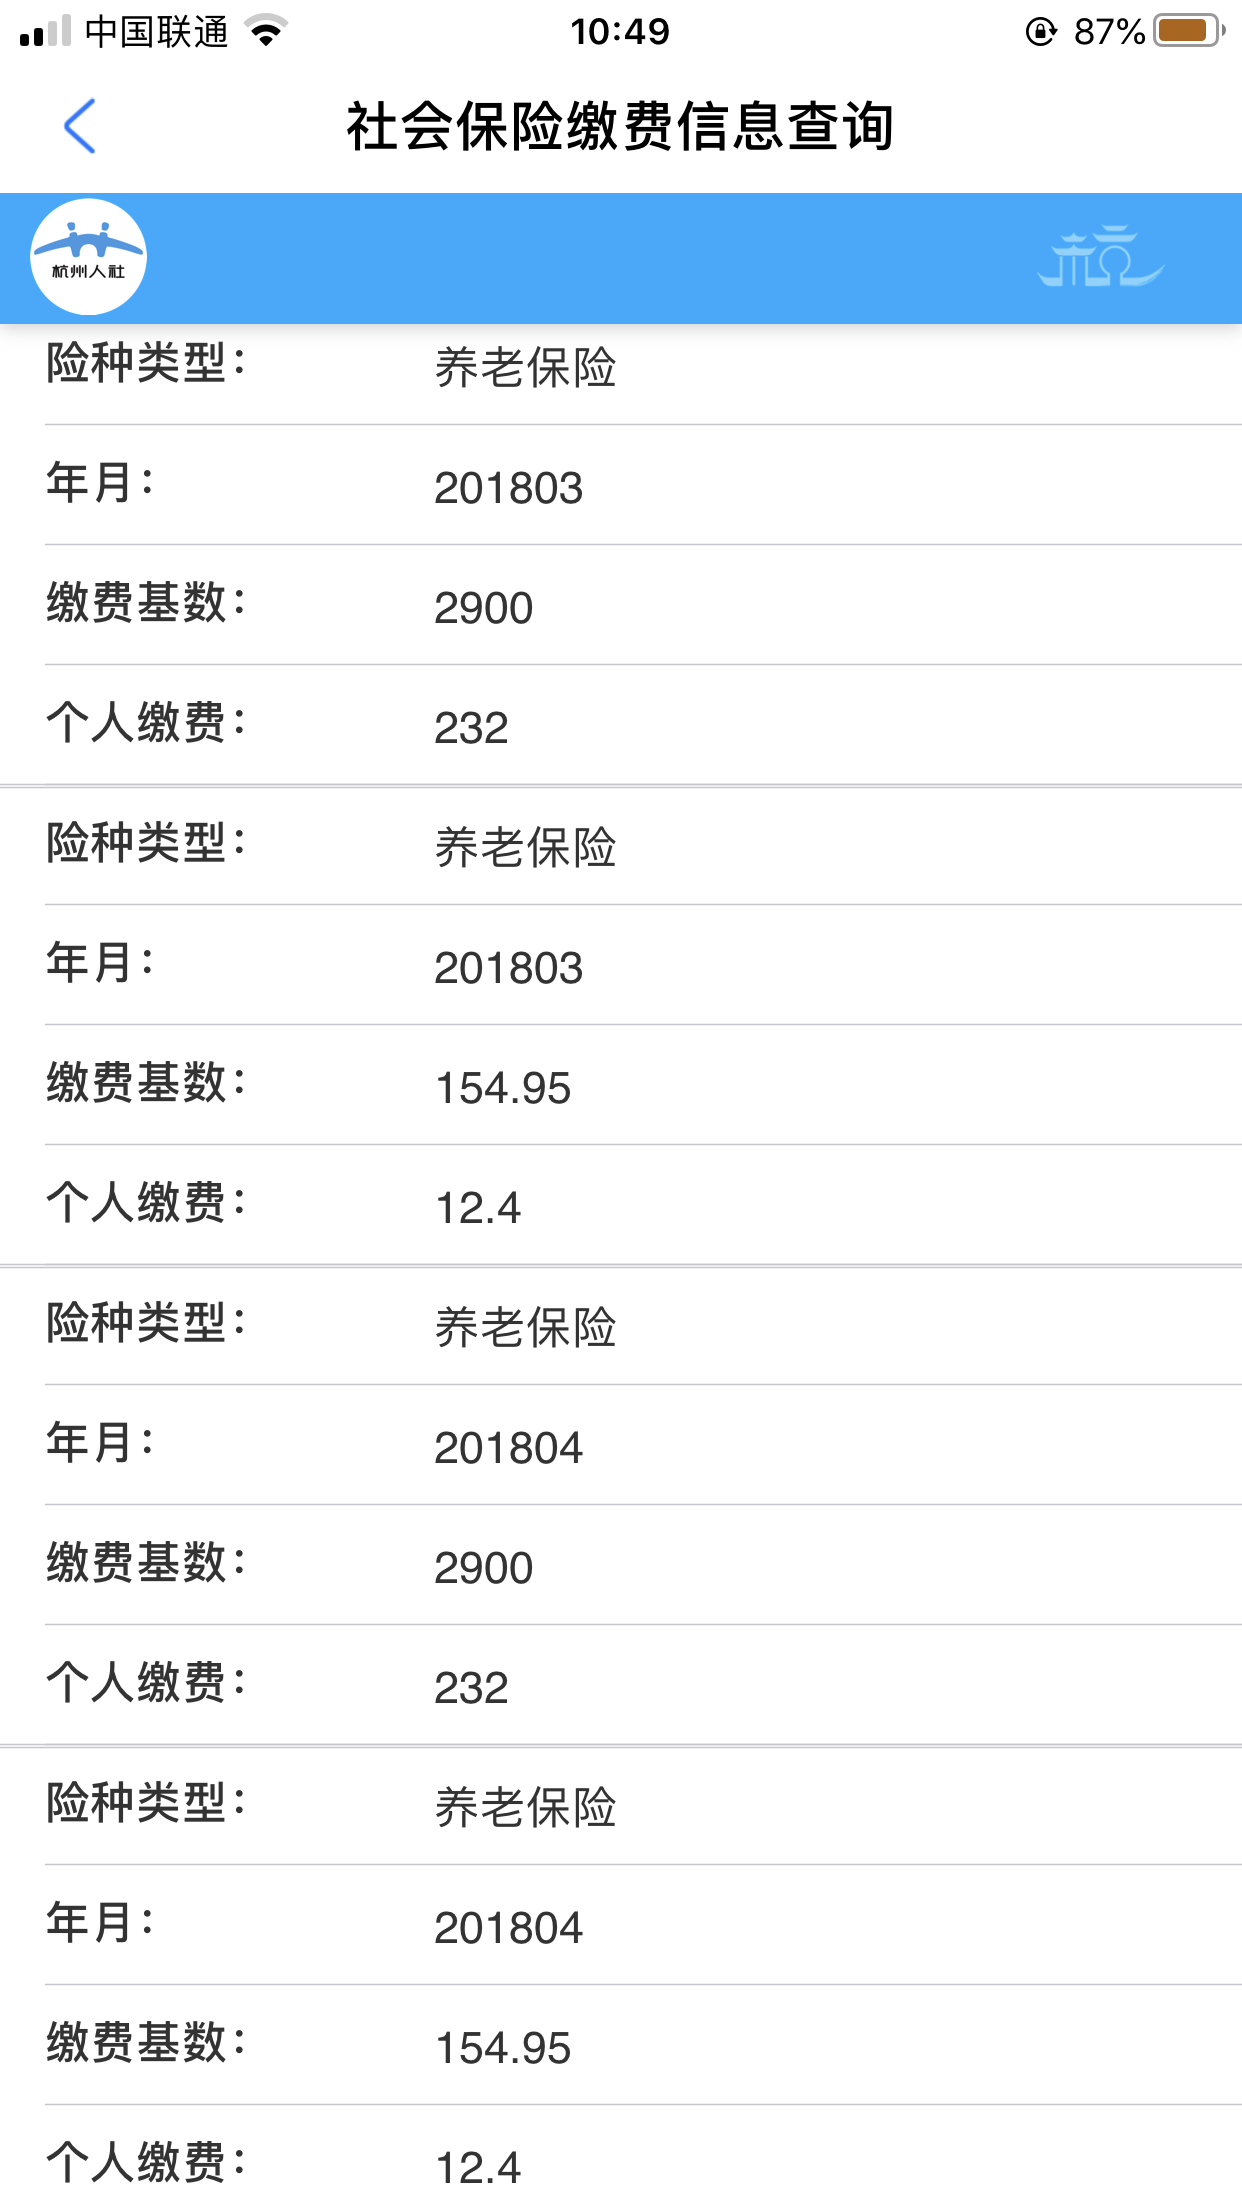 中国联通 10:49 87%
社会保险缴费信息查询
杭州人社
险种类型： 养老保险
年月： 201803
缴费基数： 2900
个人缴费： 232
险种类型： 养老保险
年月： 201803
缴费基数： 154.95
个人缴费： 12.4
险种类型： 养老保险
年月： 201804
缴费基数： 2900
个人缴费： 232
险种类型： 养老保险
年月： 201804
缴费基数： 154.95
个人缴费： 12.4